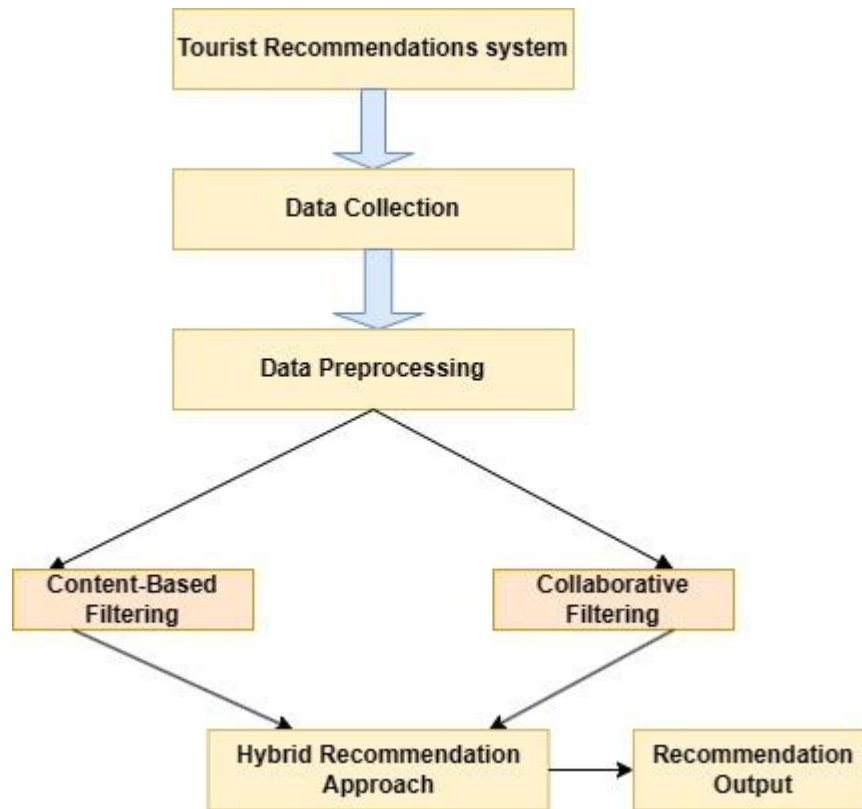 Tourist Recommendations system
Data Collection
Data Preprocessing
Content-Based
Filtering
Collaborative
Filtering
Hybrid Recommendation
Approach
Recommendation
Output